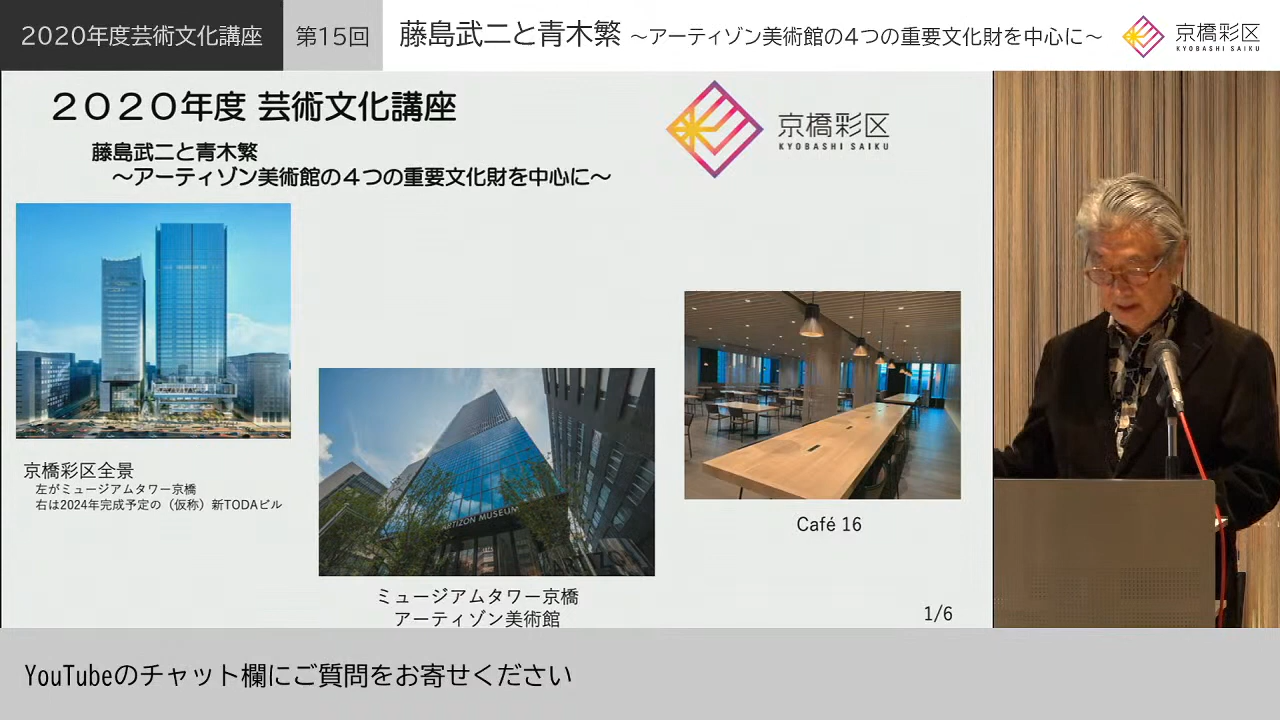 2020年度芸術文化講座
第15回
藤島武二と青木繁 ～アーティゾン美術館の4つの重要文化財を中心に～
京橋彩区
KYOBASHI SAIKU
２０２０年度 芸術文化講座
藤島武二と青木繁
～アーティゾン美術館の４つの重要文化財を中心に～
京橋彩区
KYOBASHI SAIKU
京橋彩区全景
左がミュージアムタワー京橋
右は2024年完成予定の（仮称）新TODAビル
ARTIZON MUSEUM
ミュージアムタワー京橋
アーティゾン美術館
Café 16
1/6
YouTubeのチャット欄にご質問をお寄せください